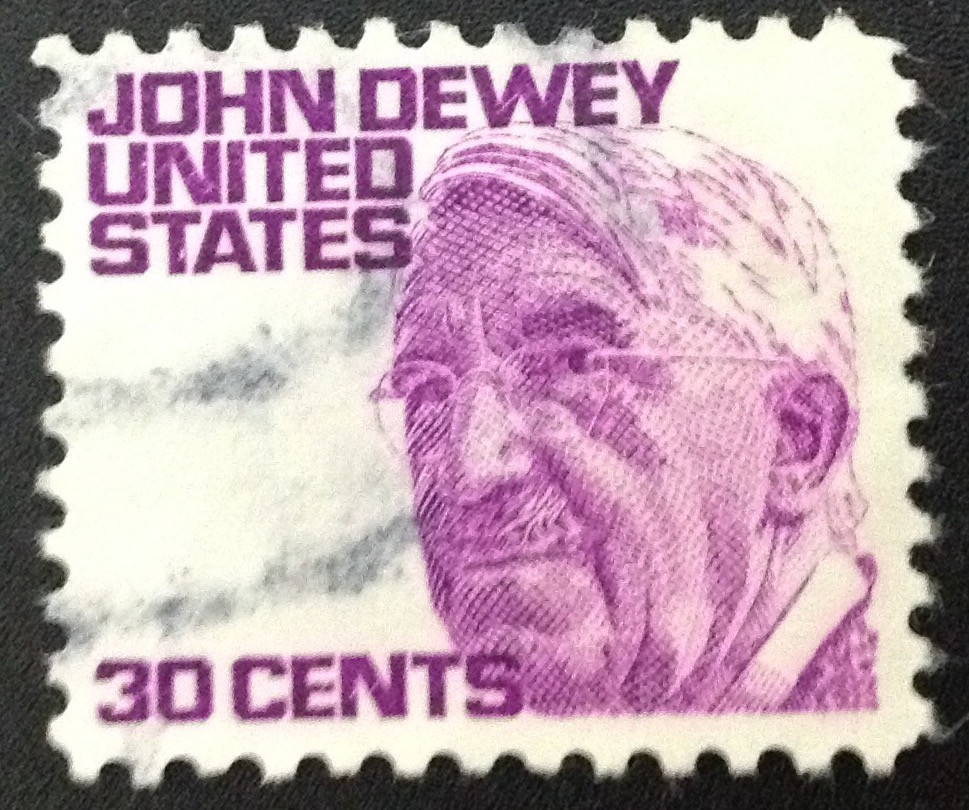 JOHN DEWEY
UNITED
STATES
30 CENTS